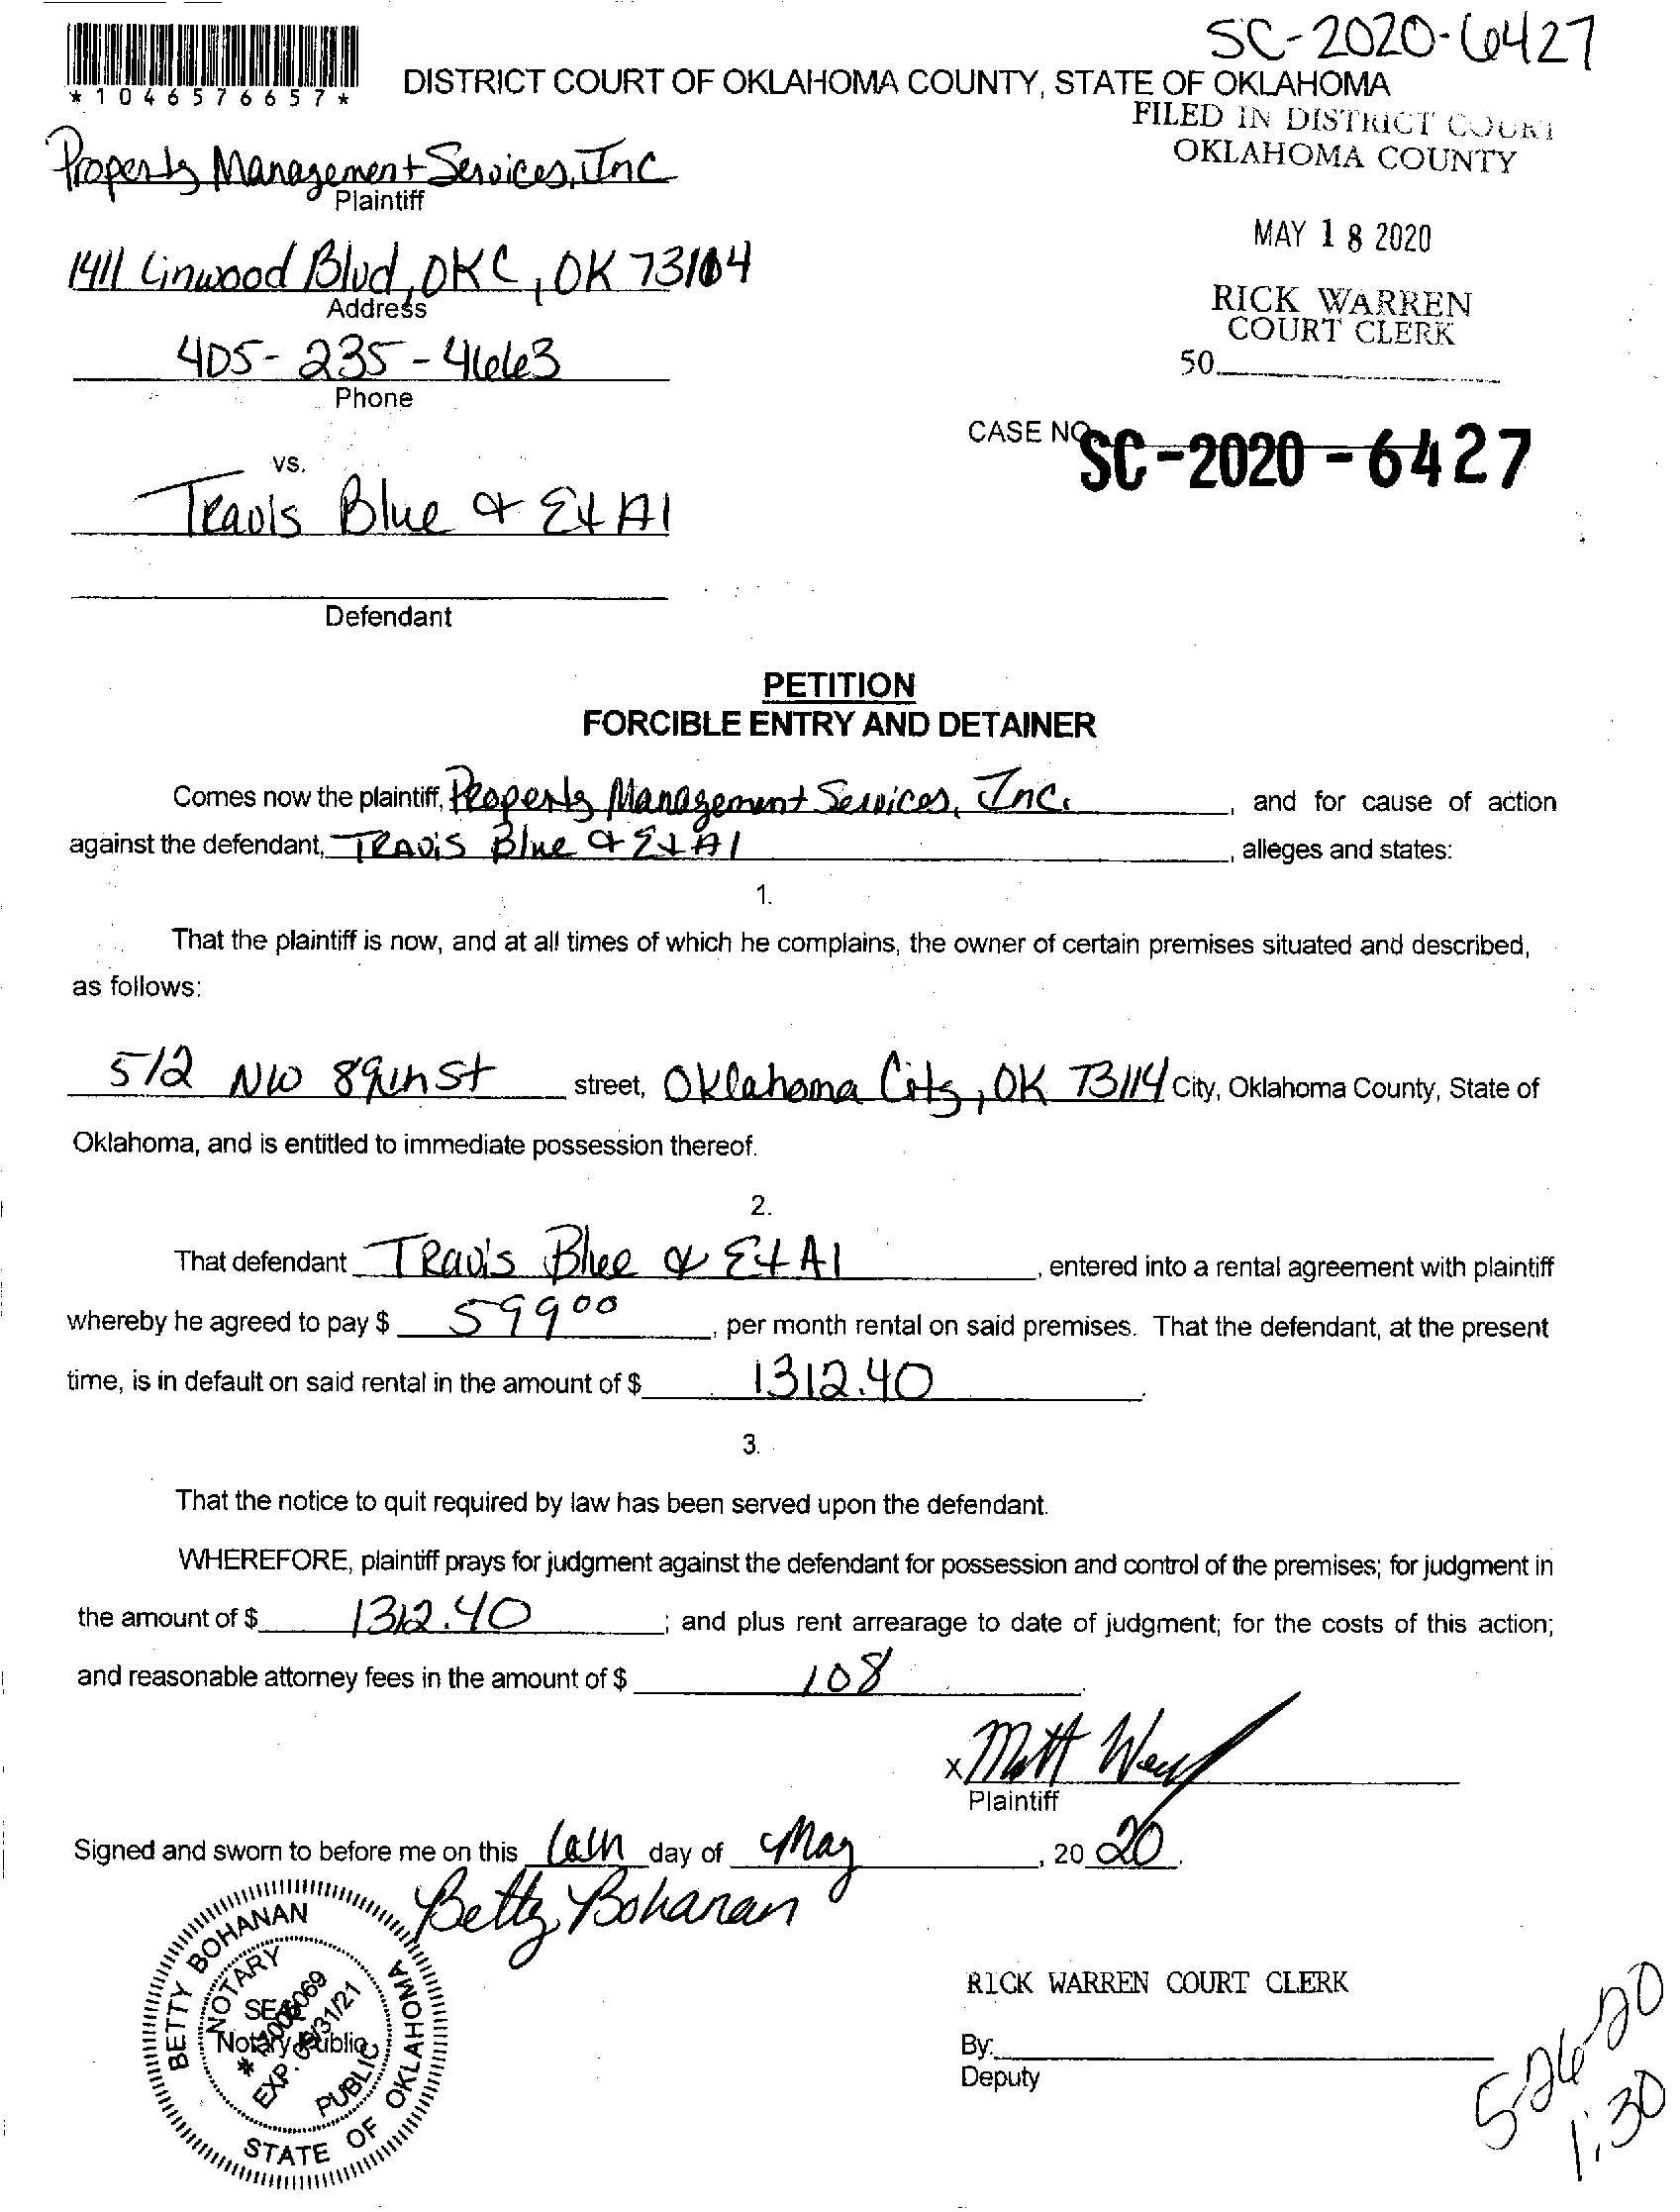 SC-2020-6427
*1046576657*
DISTRICT COURT OF OKLAHOMA COUNTY, STATE OF OKLAHOMA
FILED IN DISTRICT COURT
OKLAHOMA COUNTY
Property Management Services, Inc
Plaintiff
MAY 18 2020
1411 Linwood Blvd, OKC, OK 73104
Address
RICK WARREN
COURT CLERK
405-235-4663
50
Phone
CASE NO. SC-2020-6427
vs.
Travis Blue & Et Al
Defendant
PETITION
FORCIBLE ENTRY AND DETAINER
Comes now the plaintiff, Property Management Services, Inc. , and for cause of action
against the defendant, Travis Blue & Et Al , alleges and states:
1.
That the plaintiff is now, and at all times of which he complains, the owner of certain premises situated and described,
as follows:
512 NW 89th St street, Oklahoma City, OK 73114 City, Oklahoma County, State of
Oklahoma, and is entitled to immediate possession thereof.
2.
That defendant Travis Blue & Et Al , entered into a rental agreement with plaintiff
whereby he agreed to pay $ 599 00 , per month rental on said premises. That the defendant, at the present
time, is in default on said rental in the amount of $ 1312.40 .
3.
That the notice to quit required by law has been served upon the defendant.
WHEREFORE, plaintiff prays for judgment against the defendant for possession and control of the premises; for judgment in
the amount of $ 1312.40 ; and plus rent arrearage to date of judgment; for the costs of this action;
and reasonable attorney fees in the amount of $ 108 .
x Matt
Plaintiff
Signed and sworn to before me on this day of May , 20 20 .
Betty Bohanan
BETTY BOHANAN
NOTARY PUBLIC
STATE OF OKLAHOMA
SEAL
Notary Public
EXP. 31/21
RICK WARREN COURT CLERK
By:
Deputy
5-26-20
1:30